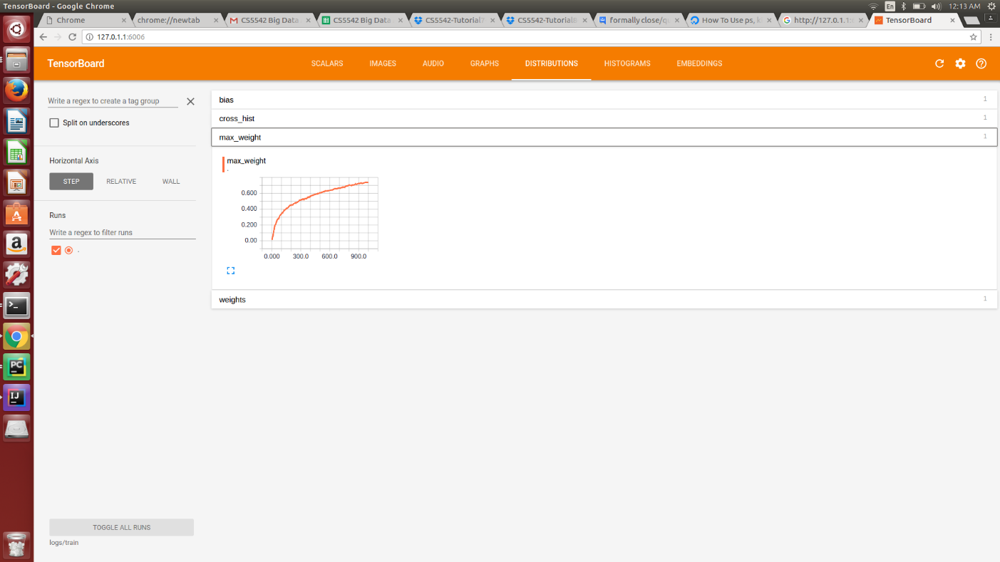 TensorBoard - Google Chrome
En
12:13 AM
Chrome
chrome://newtab
CS5542 Big Data
CS5542 Big Data
CS5542-Tutorial7
CS5542-Tutorial8
formally close/qu
How To Use ps, k
http://127.0.1.1:
TensorBoard
127.0.1.1:6006
TensorBoard
SCALARS
IMAGES
AUDIO
GRAPHS
DISTRIBUTIONS
HISTOGRAMS
EMBEDDINGS
Write a regex to create a tag group
Split on underscores
Horizontal Axis
STEP
RELATIVE
WALL
Runs
Write a regex to filter runs
.
TOGGLE ALL RUNS
logs/train
bias
1
cross_hist
1
max_weight
1
max_weight
.
0.600
0.400
0.200
0.00
0.000
300.0
600.0
900.0
weights
1
a
>_
PC
IJ